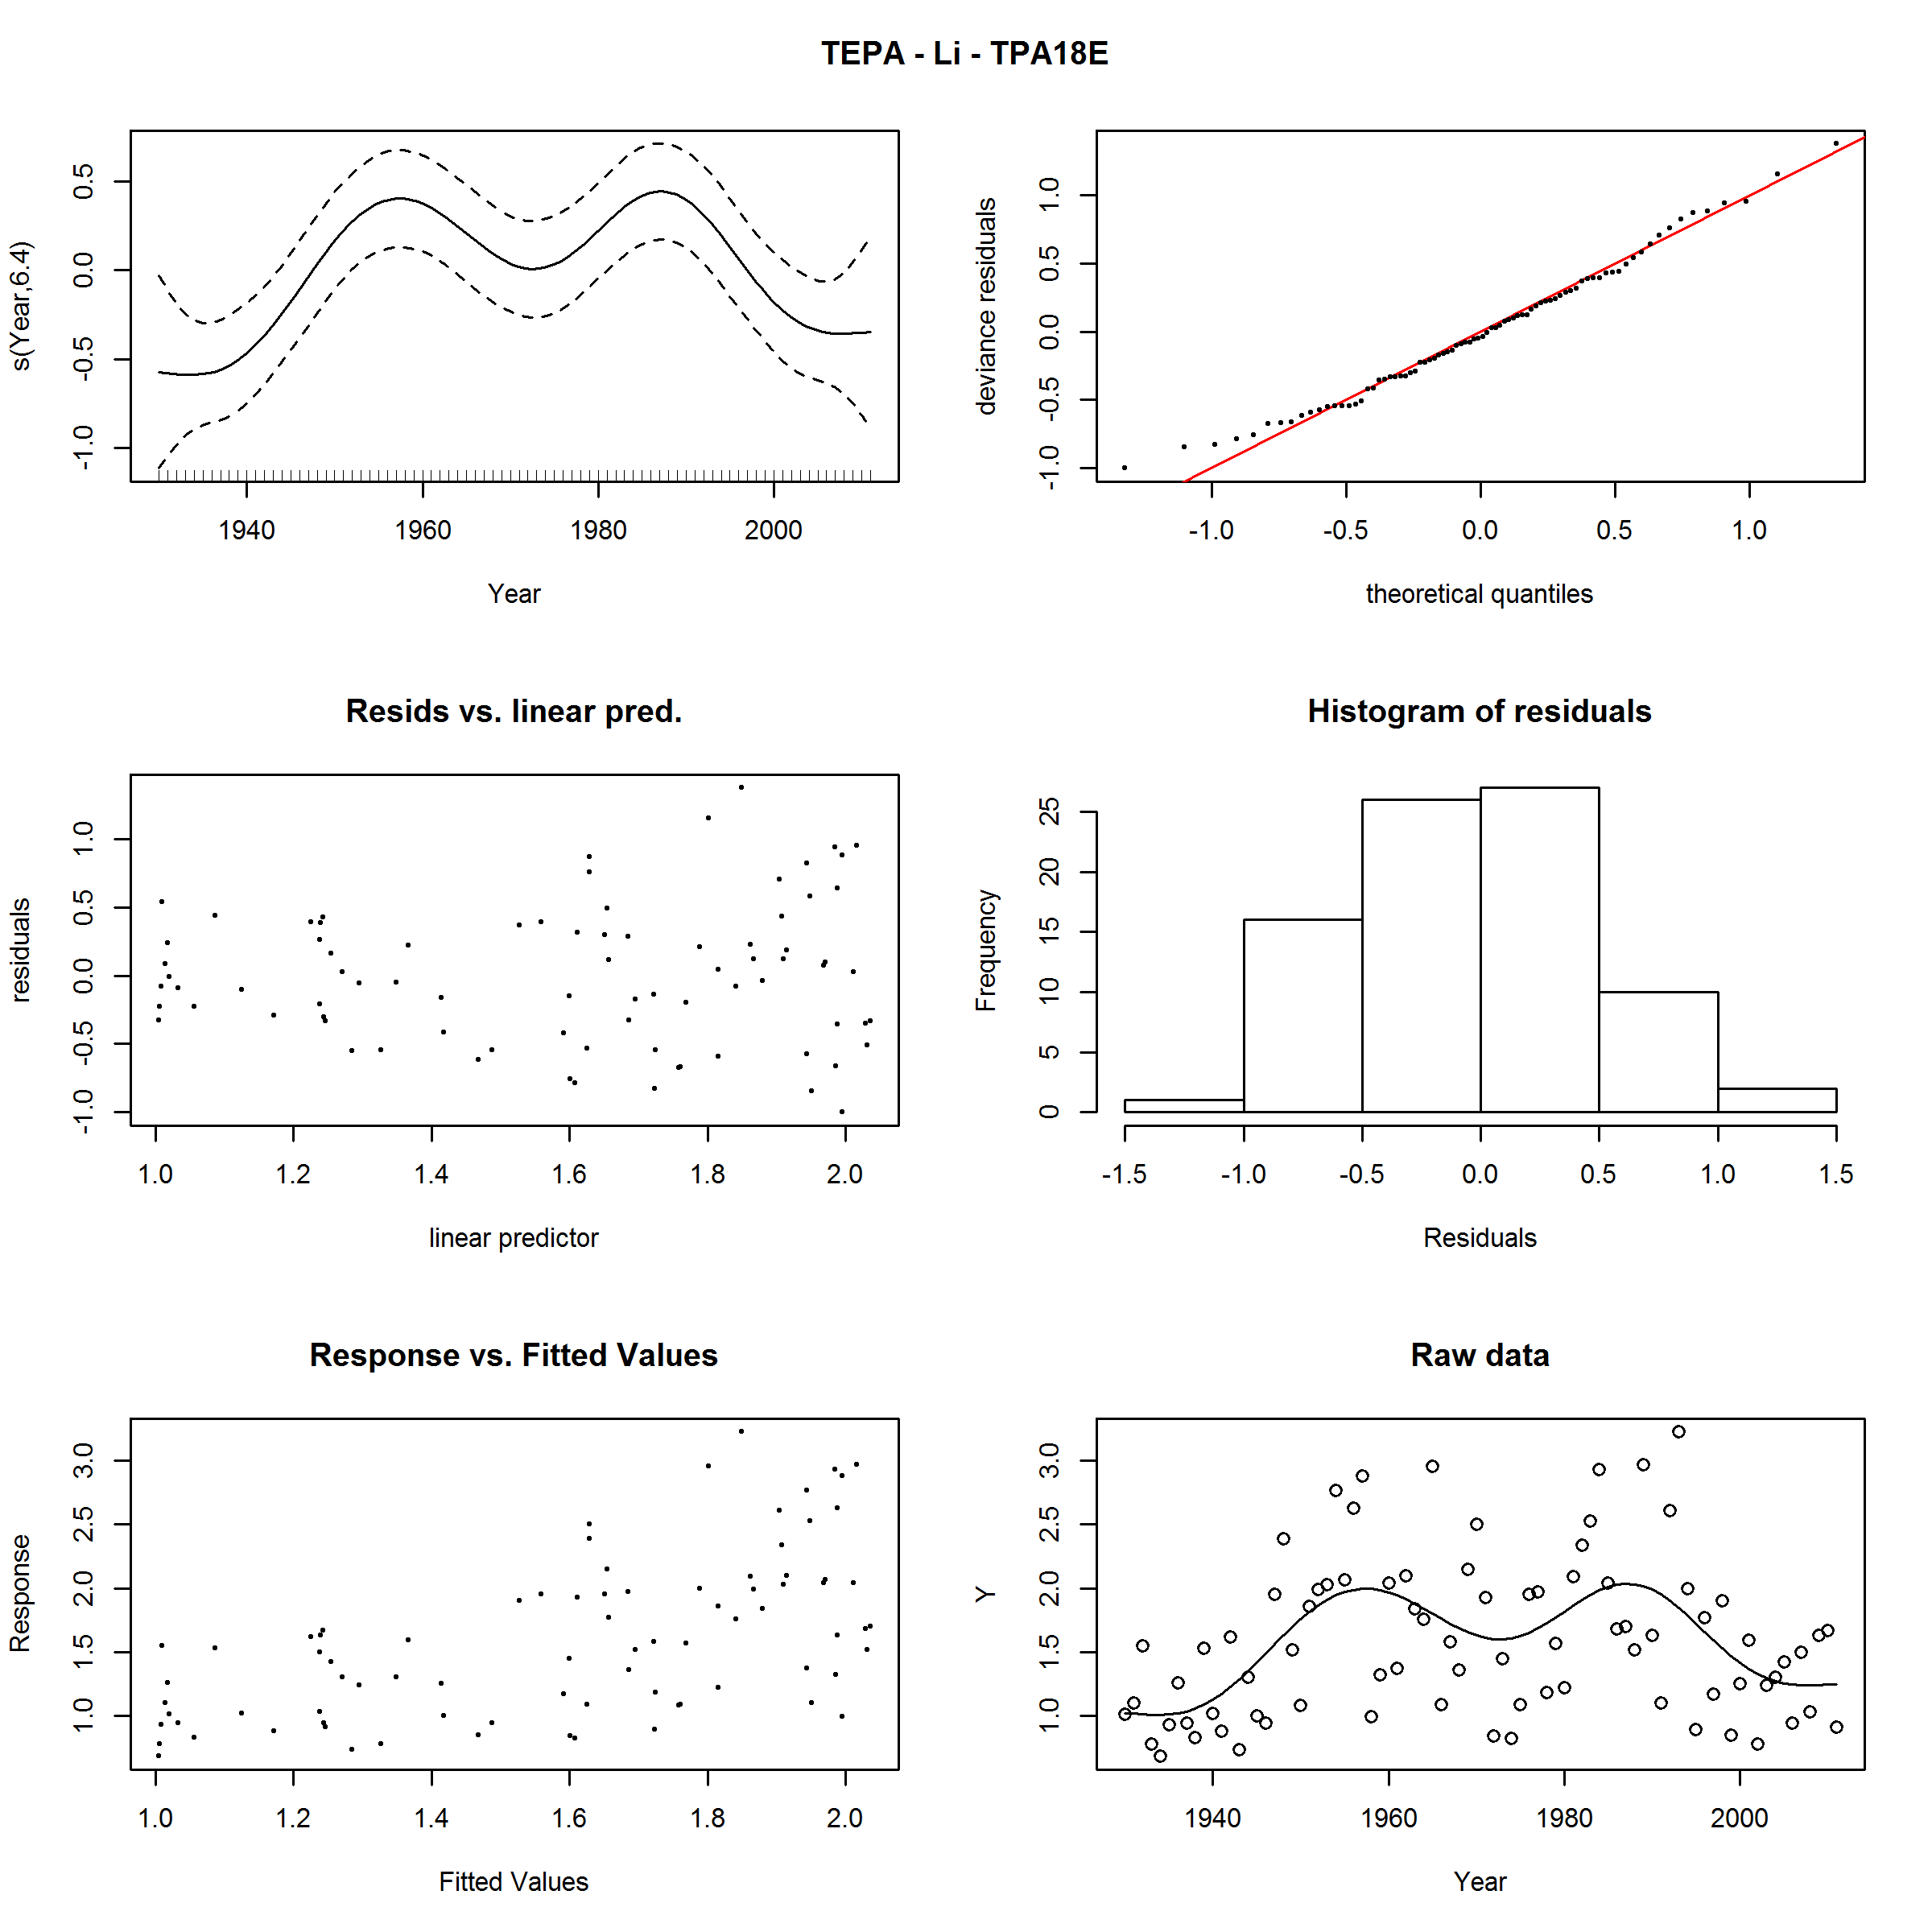 TEPA - Li - TPA18E
s(Year,6.4)
0.5
0.0
-0.5
-1.0
1940 1960 1980 2000
Year
deviance residuals
1.0
0.5
0.0
-0.5
-1.0
-1.0 -0.5 0.0 0.5 1.0
theoretical quantiles
Resids vs. linear pred.
residuals
1.0
0.5
0.0
-0.5
-1.0
1.0 1.2 1.4 1.6 1.8 2.0
linear predictor
Histogram of residuals
Frequency
25
20
15
10
5
0
-1.5 -1.0 -0.5 0.0 0.5 1.0 1.5
Residuals
Response vs. Fitted Values
Response
3.0
2.5
2.0
1.5
1.0
1.0 1.2 1.4 1.6 1.8 2.0
Fitted Values
Raw data
Y
3.0
2.5
2.0
1.5
1.0
1940 1960 1980 2000
Year